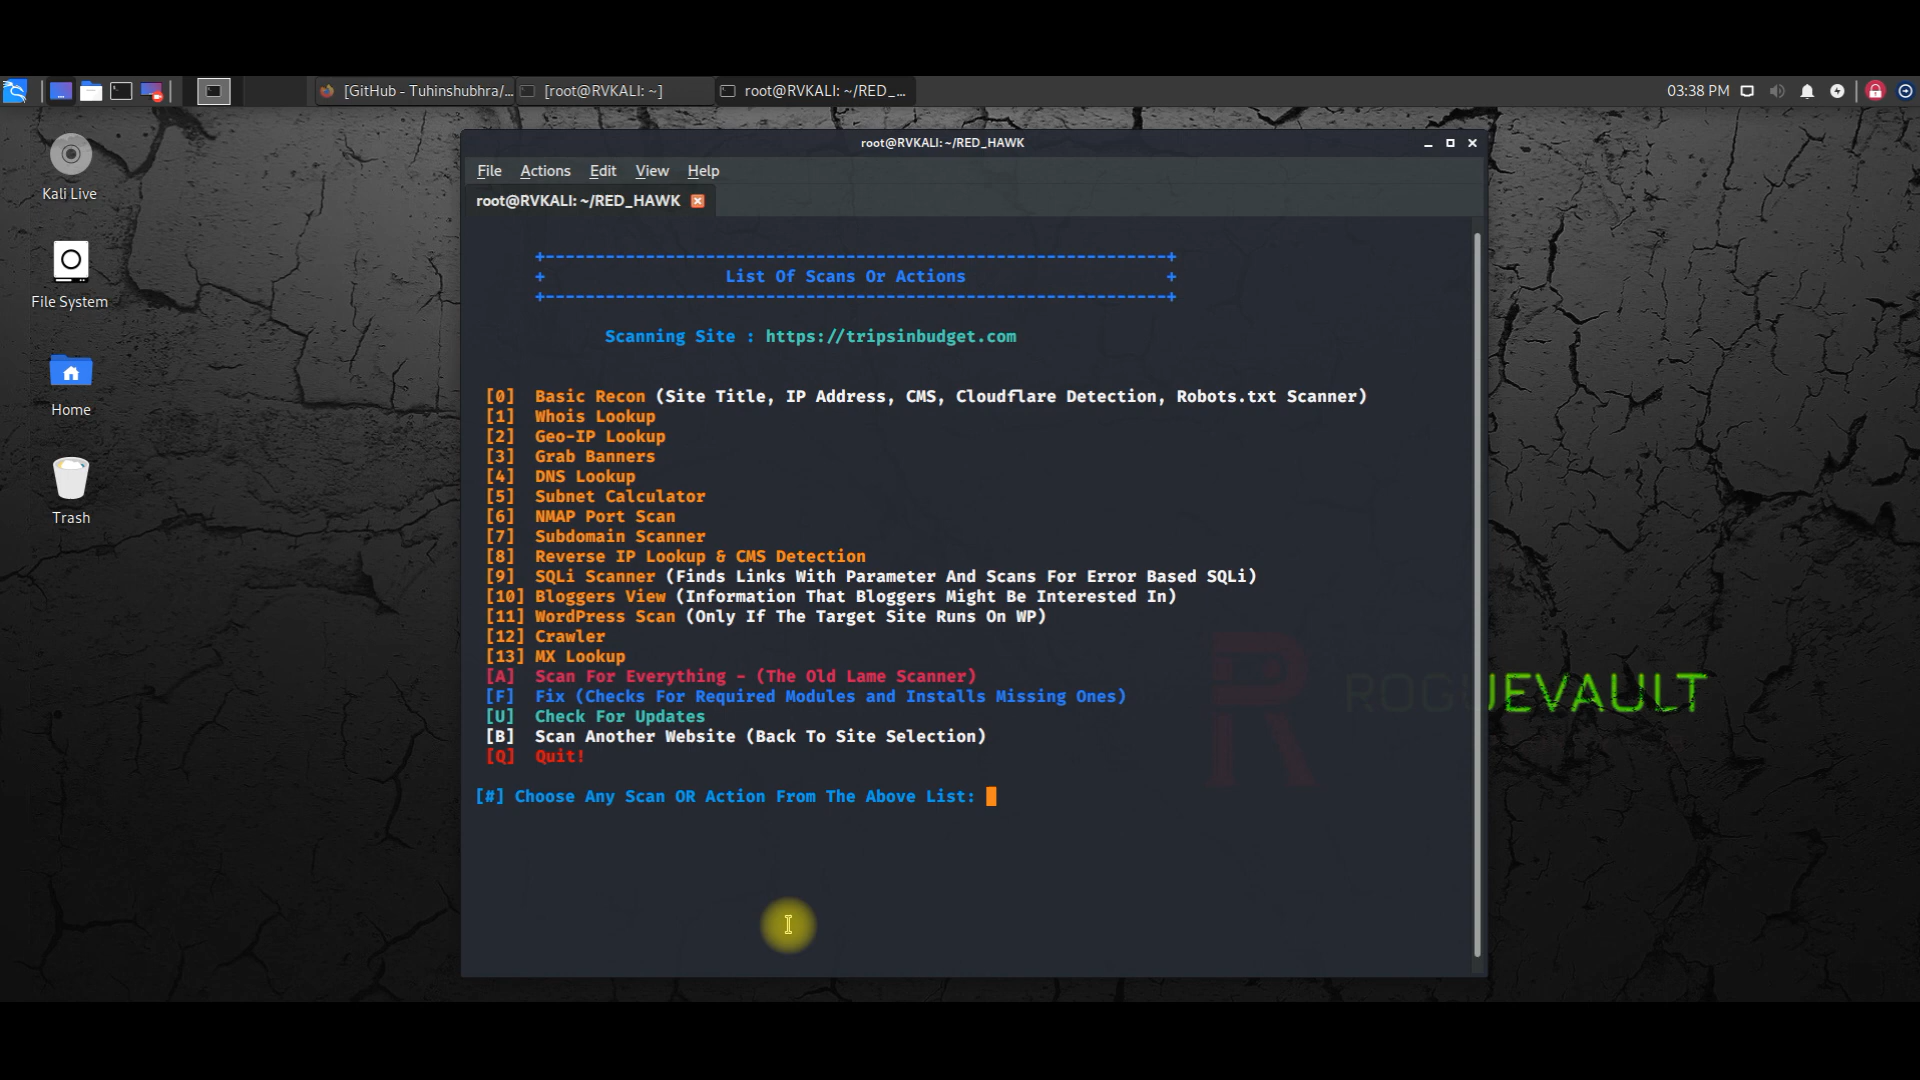 [GitHub - Tuhinshubhra/...
[root@RVKALI: ~]
root@RVKALI: ~/RED_...
03:38 PM
Kali Live
File System
Home
Trash
root@RVKALI: ~/RED_HAWK
File Actions Edit View Help
root@RVKALI: ~/RED_HAWK
+--------------------------------------------------------------+
+ List Of Scans Or Actions +
+--------------------------------------------------------------+
Scanning Site : https://tripsinbudget.com
[0] Basic Recon (Site Title, IP Address, CMS, Cloudflare Detection, Robots.txt Scanner)
[1] Whois Lookup
[2] Geo-IP Lookup
[3] Grab Banners
[4] DNS Lookup
[5] Subnet Calculator
[6] NMAP Port Scan
[7] Subdomain Scanner
[8] Reverse IP Lookup & CMS Detection
[9] SQLi Scanner (Finds Links With Parameter And Scans For Error Based SQLi)
[10] Bloggers View (Information That Bloggers Might Be Interested In)
[11] WordPress Scan (Only If The Target Site Runs On WP)
[12] Crawler
[13] MX Lookup
[A] Scan For Everything - (The Old Lame Scanner)
[F] Fix (Checks For Required Modules and Installs Missing Ones)
[U] Check For Updates
[B] Scan Another Website (Back To Site Selection)
[Q] Quit!
[#] Choose Any Scan OR Action From The Above List:
ROGUEVAULT